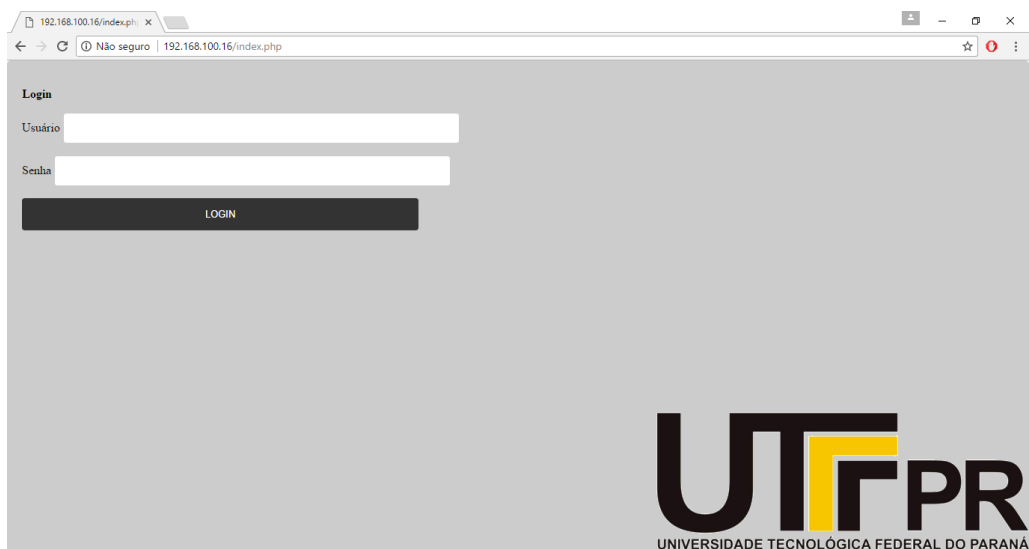 192.168.100.16/index.ph
Não seguro | 192.168.100.16/index.php
Login
Usuário
Senha
LOGIN
UTFPR
UNIVERSIDADE TECNOLÓGICA FEDERAL DO PARANÁ